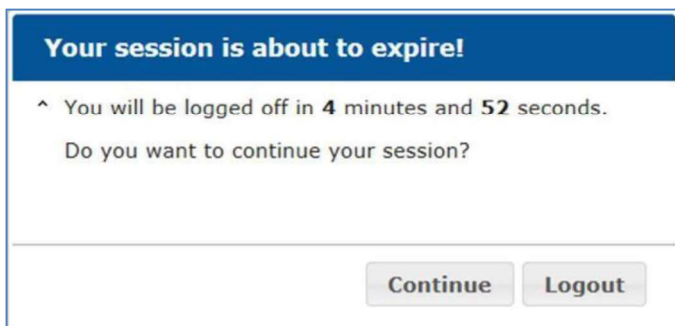 Your session is about to expire!
^ You will be logged off in 4 minutes and 52 seconds.
Do you want to continue your session?
Continue Logout